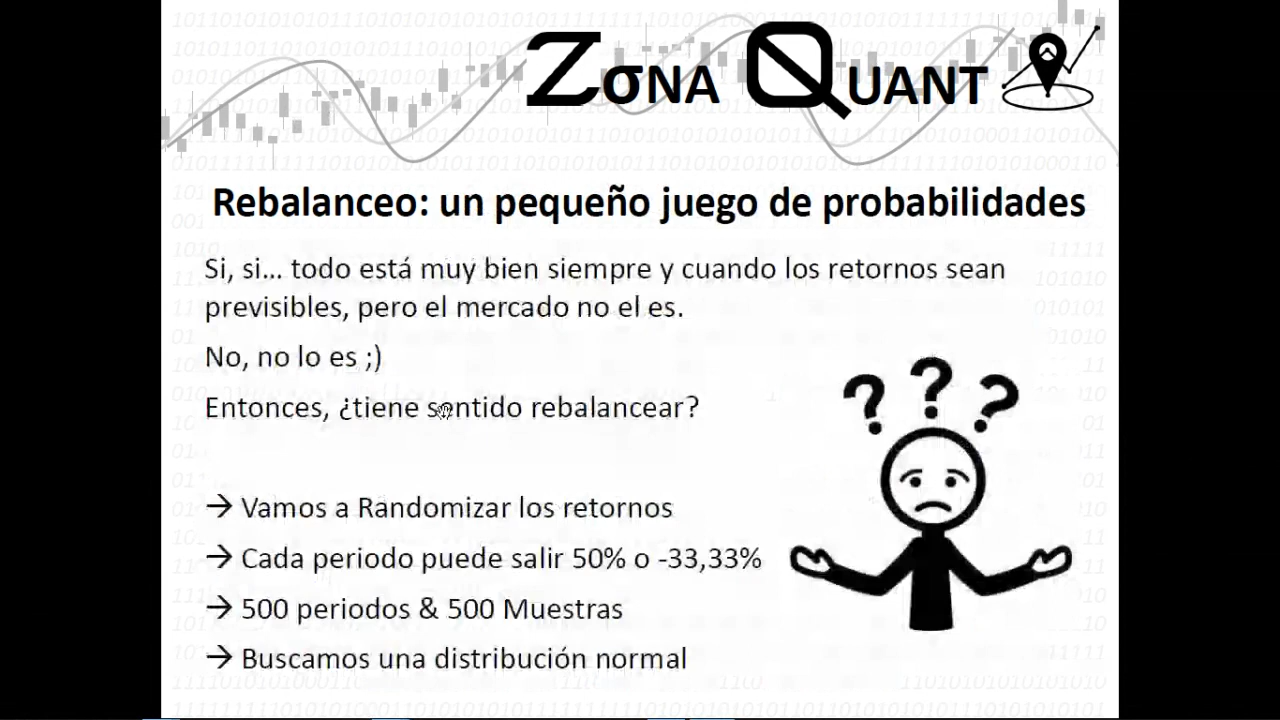 ZσNA QUANT
Rebalanceo: un pequeño juego de probabilidades
Si, si... todo está muy bien siempre y cuando los retornos sean
previsibles, pero el mercado no el es.
No, no lo es ;)
Entonces, ¿tiene sentido rebalancear?
→ Vamos a Randomizar los retornos
→ Cada periodo puede salir 50% o -33,33%
→ 500 periodos & 500 Muestras
→ Buscamos una distribución normal
? ? ?